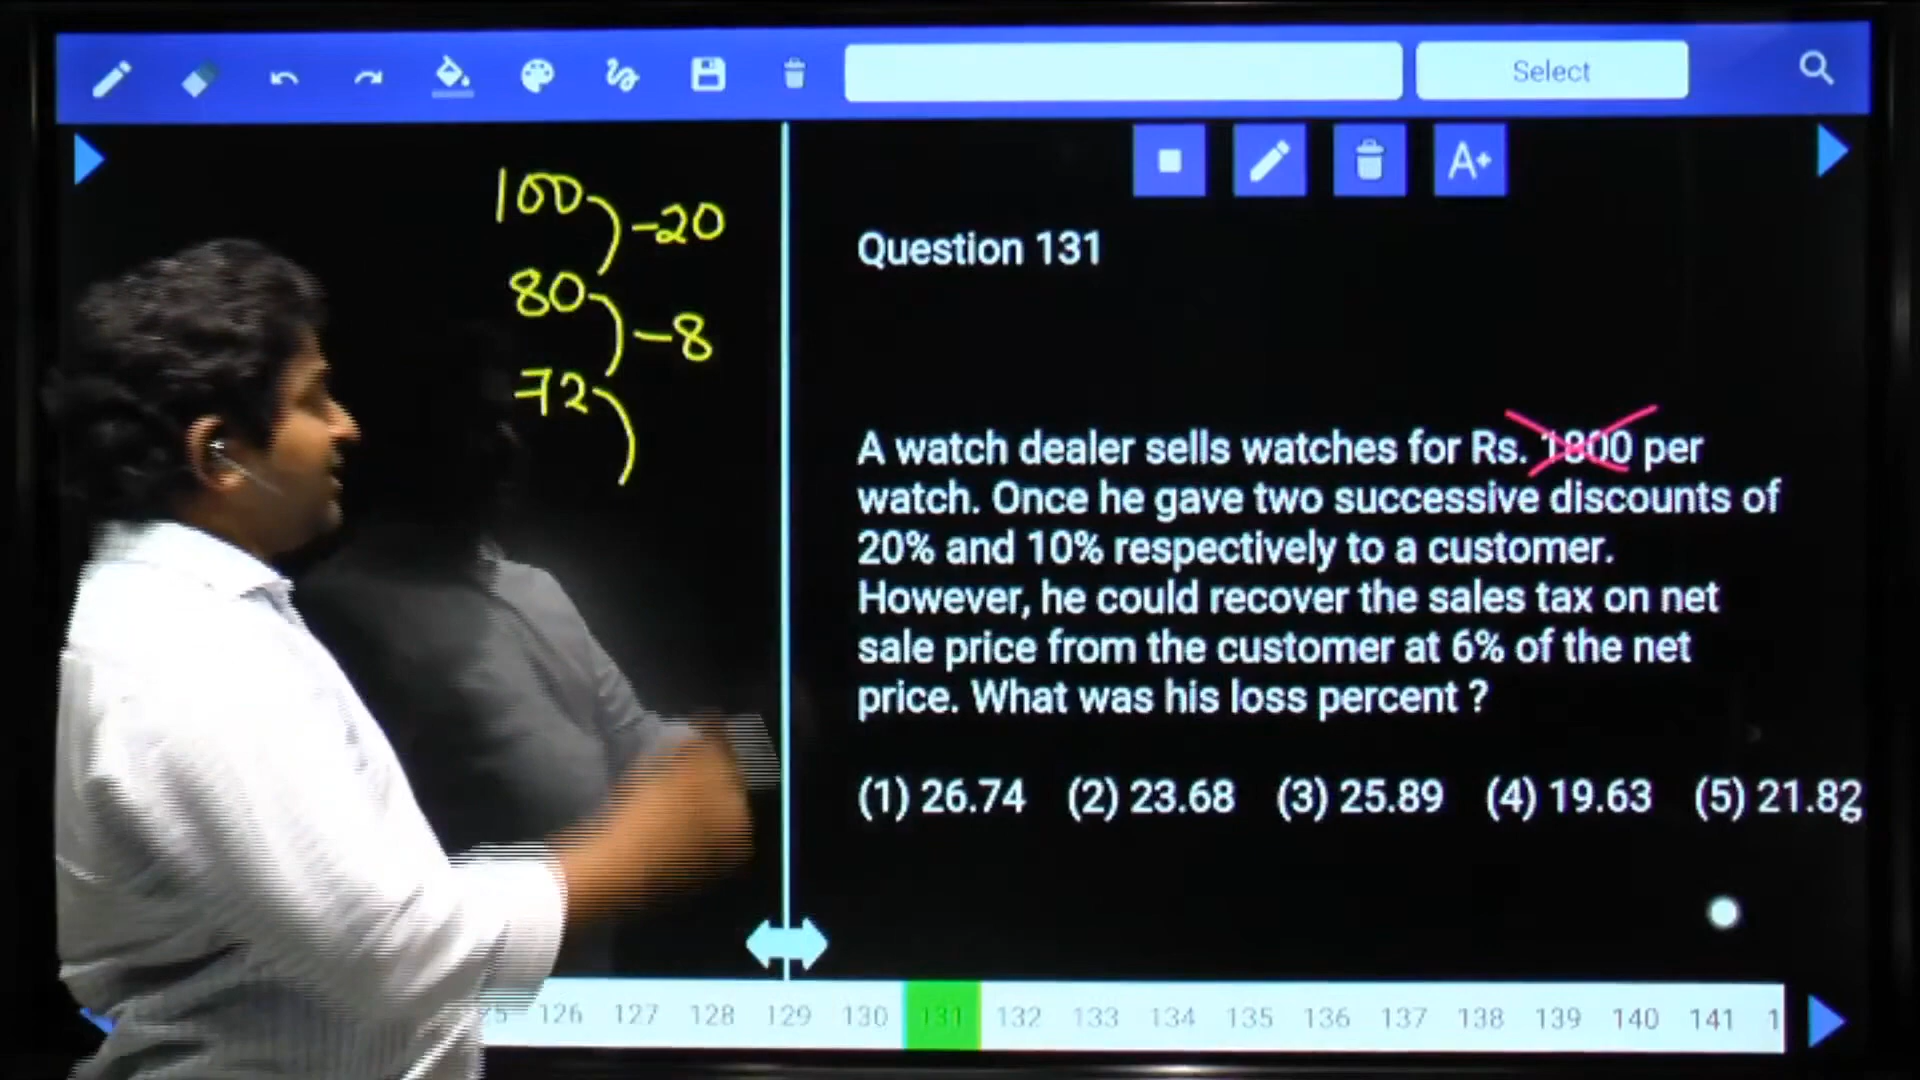 Select
A+
100
-20
80
-8
72
Question 131
A watch dealer sells watches for Rs. 1800 per
watch. Once he gave two successive discounts of
20% and 10% respectively to a customer.
However, he could recover the sales tax on net
sale price from the customer at 6% of the net
price. What was his loss percent ?
(1) 26.74 (2) 23.68 (3) 25.89 (4) 19.63 (5) 21.82
126 127 128 129 130 131 132 133 134 135 136 137 138 139 140 141